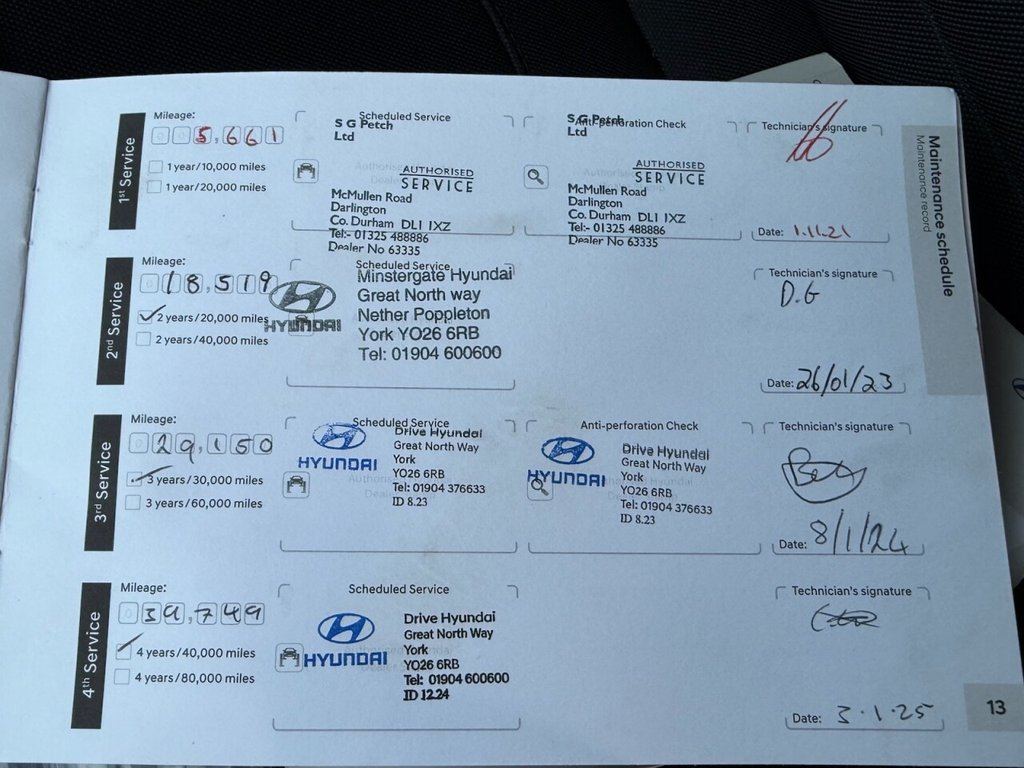 Maintenance schedule
Maintenance record
1st Service
Mileage:
005,661
1 year/10,000 miles
1 year/20,000 miles
Scheduled Service
S G Petch
Ltd
AUTHORISED
SERVICE
McMullen Road
Darlington
Co. Durham DL1 1XZ
Tel:- 01325 488886
Dealer No 63335
Anti-perforation Check
S G Petch
Ltd
AUTHORISED
SERVICE
McMullen Road
Darlington
Co. Durham DL1 1XZ
Tel:- 01325 488886
Dealer No 63335
Technician's signature
Date: 1.11.21
2nd Service
Mileage:
018,519
2 years/20,000 miles
2 years/40,000 miles
Scheduled Service
HYUNDAI
Minstergate Hyundai
Great North way
Nether Poppleton
York YO26 6RB
Tel: 01904 600600
Technician's signature
D.G
Date: 26/01/23
3rd Service
Mileage:
029,150
3 years/30,000 miles
3 years/60,000 miles
Scheduled Service
HYUNDAI
Drive Hyundai
Great North Way
York
YO26 6RB
Tel: 01904 376633
ID 8.23
Anti-perforation Check
HYUNDAI
Drive Hyundai
Great North Way
York
YO26 6RB
Tel: 01904 376633
ID 8.23
Technician's signature
Date: 8/1/24
4th Service
Mileage:
039,749
4 years/40,000 miles
4 years/80,000 miles
Scheduled Service
HYUNDAI
Drive Hyundai
Great North Way
York
YO26 6RB
Tel: 01904 600600
ID 12.24
Technician's signature
Date: 3.1.25
13